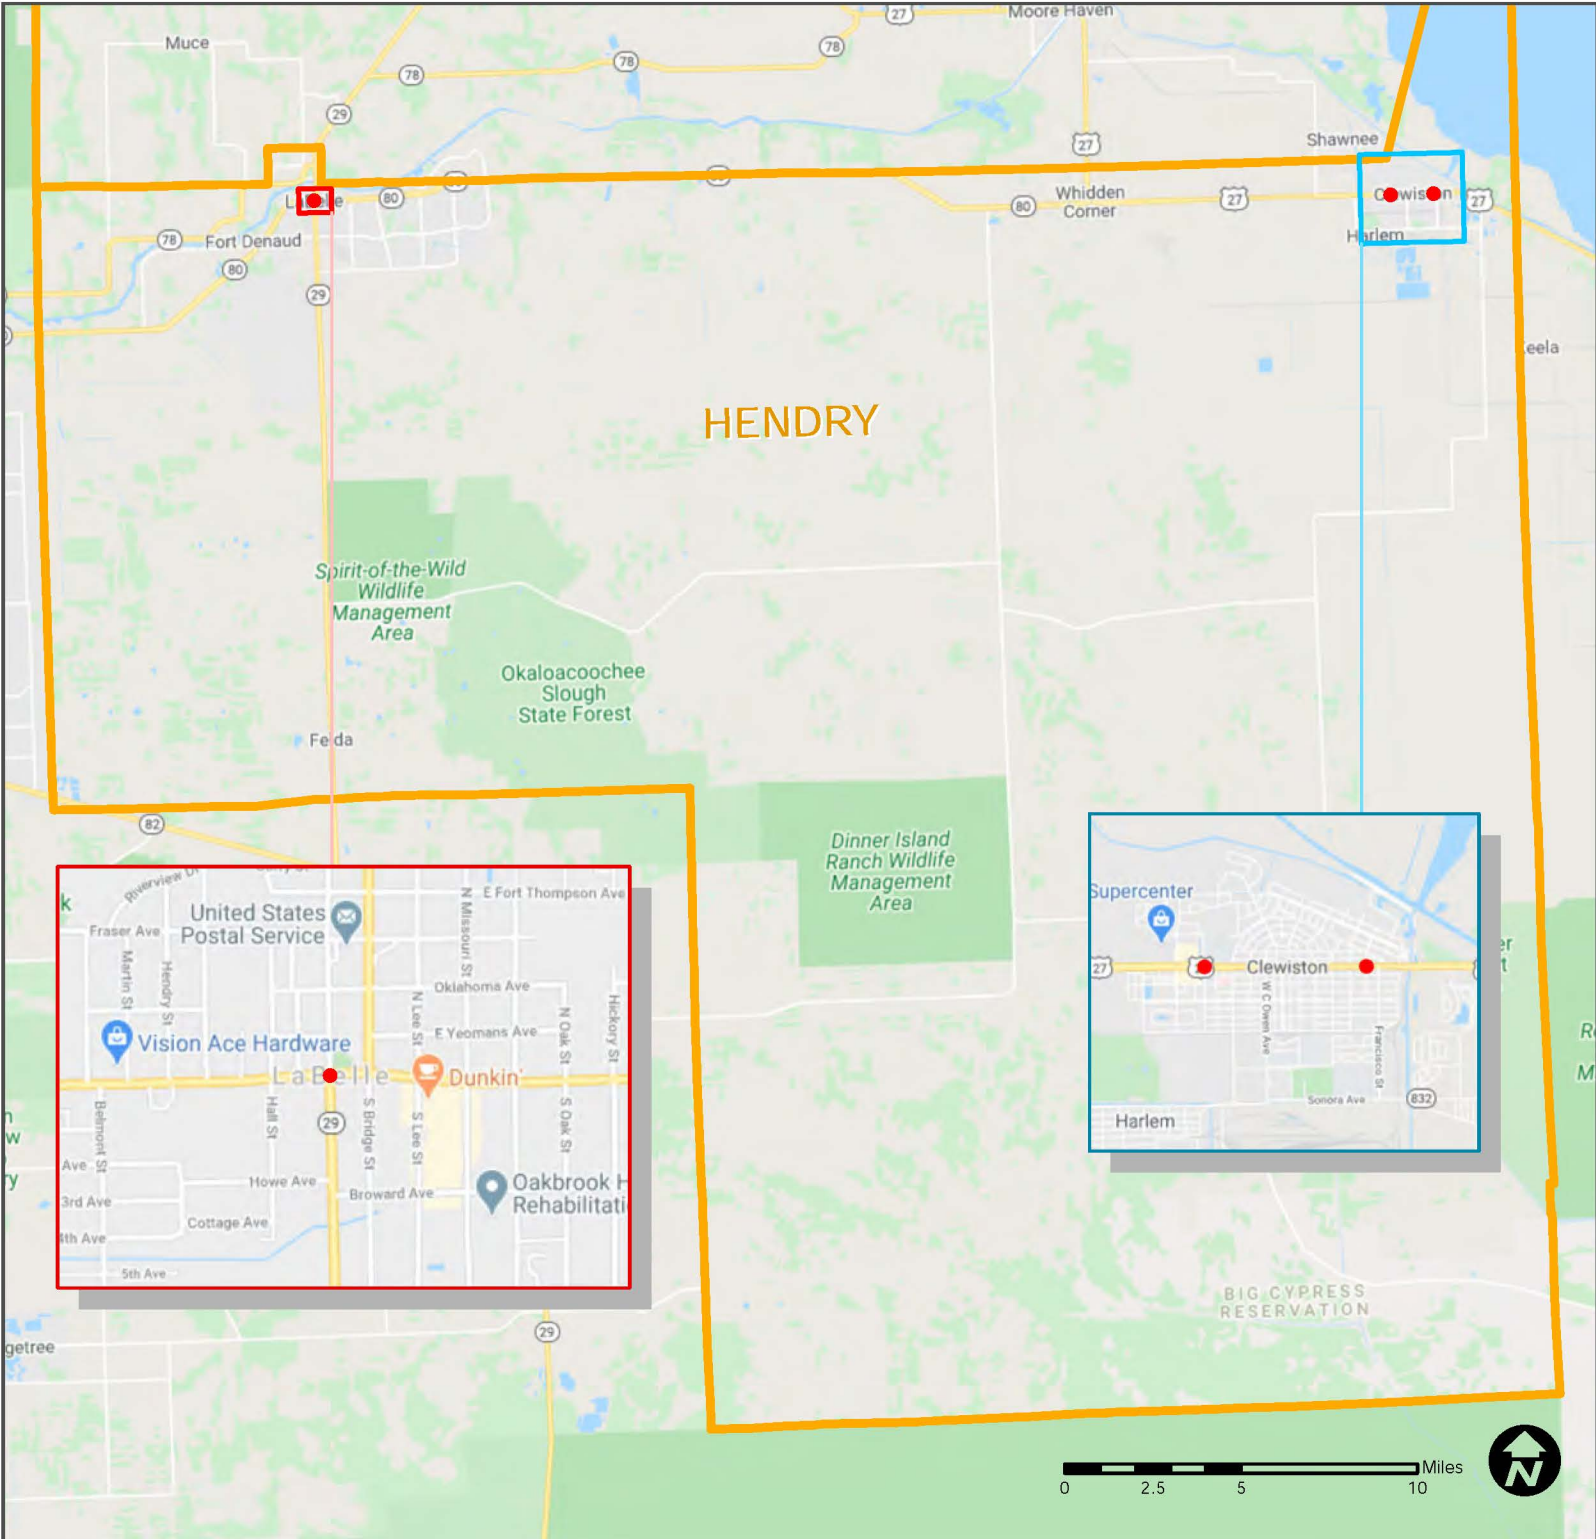 27
Moore Haven
Muce
78
78
78
29
27
Shawnee
LaBelle
80
80
Whidden
Corner
27
Clewiston
27
78
Fort Denaud
80
Harlem
29
HENDRY
Spirit-of-the-Wild
Wildlife
Management
Area
Okaloacoochee
Slough
State Forest
Felda
82
Dinner Island
Ranch Wildlife
Management
Area
Riverview Dr
E Fort Thompson Ave
United States
Postal Service
Fraser Ave
Martin St
Hendry St
N Missouri St
Oklahoma Ave
N Lee St
E Yeomans Ave
N Oak St
Hickory St
Vision Ace Hardware
LaBelle
Dunkin'
Belmont St
Hall St
29
S Bridge St
S Lee St
S Oak St
Ave
Howe Ave
Broward Ave
Oakbrook H
Rehabilitati
3rd Ave
Cottage Ave
4th Ave
5th Ave
Supercenter
27
Clewiston
W C Owen Ave
Francisco St
Sonora Ave
832
Harlem
BIG CYPRESS
RESERVATION
29
getree
Miles
0
2.5
5
10
N